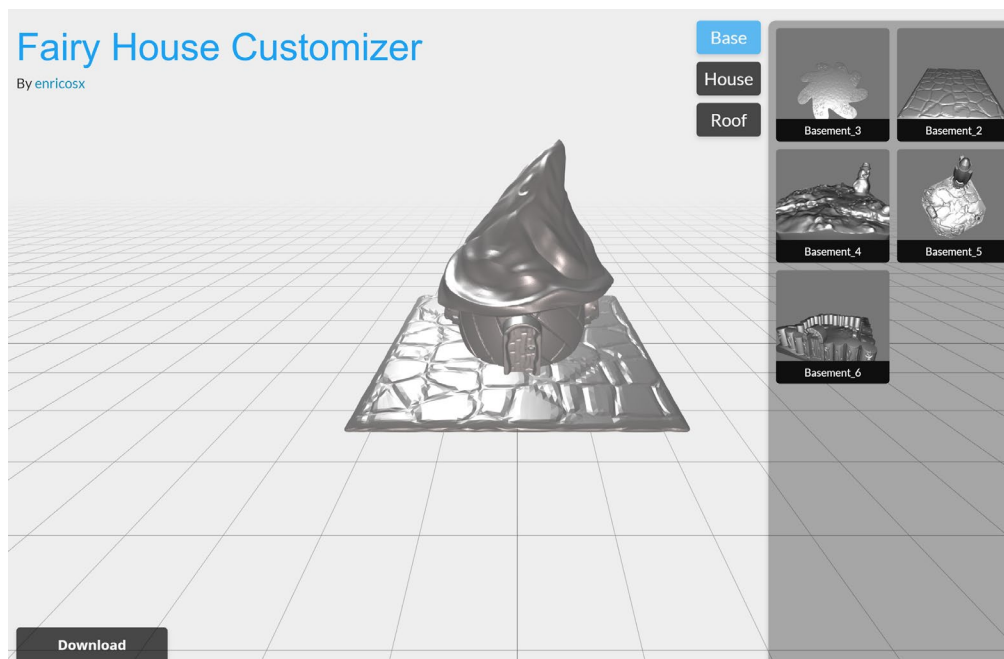 Fairy House Customizer
By enricosx
Base
House
Roof
Basement_3
Basement_2
Basement_4
Basement_5
Basement_6
Download